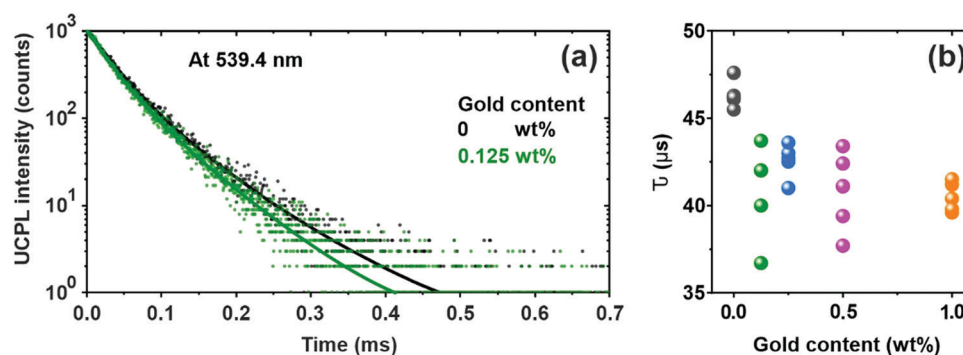 (a)
At 539.4 nm
Gold content
0 wt%
0.125 wt%
UCPL intensity (counts)
10³
10²
10¹
10⁰
0.0 0.1 0.2 0.3 0.4 0.5 0.6 0.7
Time (ms)
(b)
50
45
40
35
τ (μs)
0.0 0.5 1.0
Gold content (wt%)